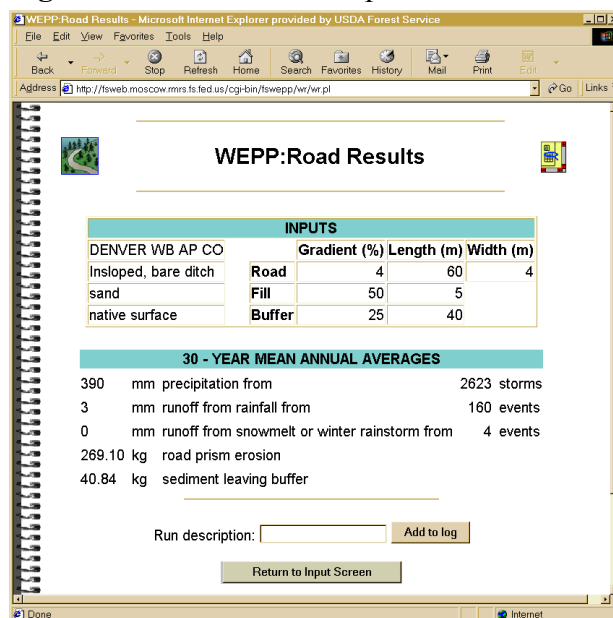 WEPP:Road Results - Microsoft Internet Explorer provided by USDA Forest Service
File Edit View Favorites Tools Help
Back Forward Stop Refresh Home Search Favorites History Mail Print Edit
Address http://fsweb.moscow.rmrs.fs.fed.us/cgi-bin/fswepp/wr/wr.pl Go Links
WEPP:Road Results
INPUTS
DENVER WB AP CO Gradient (%) Length (m) Width (m)
Insloped, bare ditch Road 4 60 4
sand Fill 50 5
native surface Buffer 25 40
30 - YEAR MEAN ANNUAL AVERAGES
390 mm precipitation from 2623 storms
3 mm runoff from rainfall from 160 events
0 mm runoff from snowmelt or winter rainstorm from 4 events
269.10 kg road prism erosion
40.84 kg sediment leaving buffer
Run description: Add to log
Return to Input Screen
Done Internet